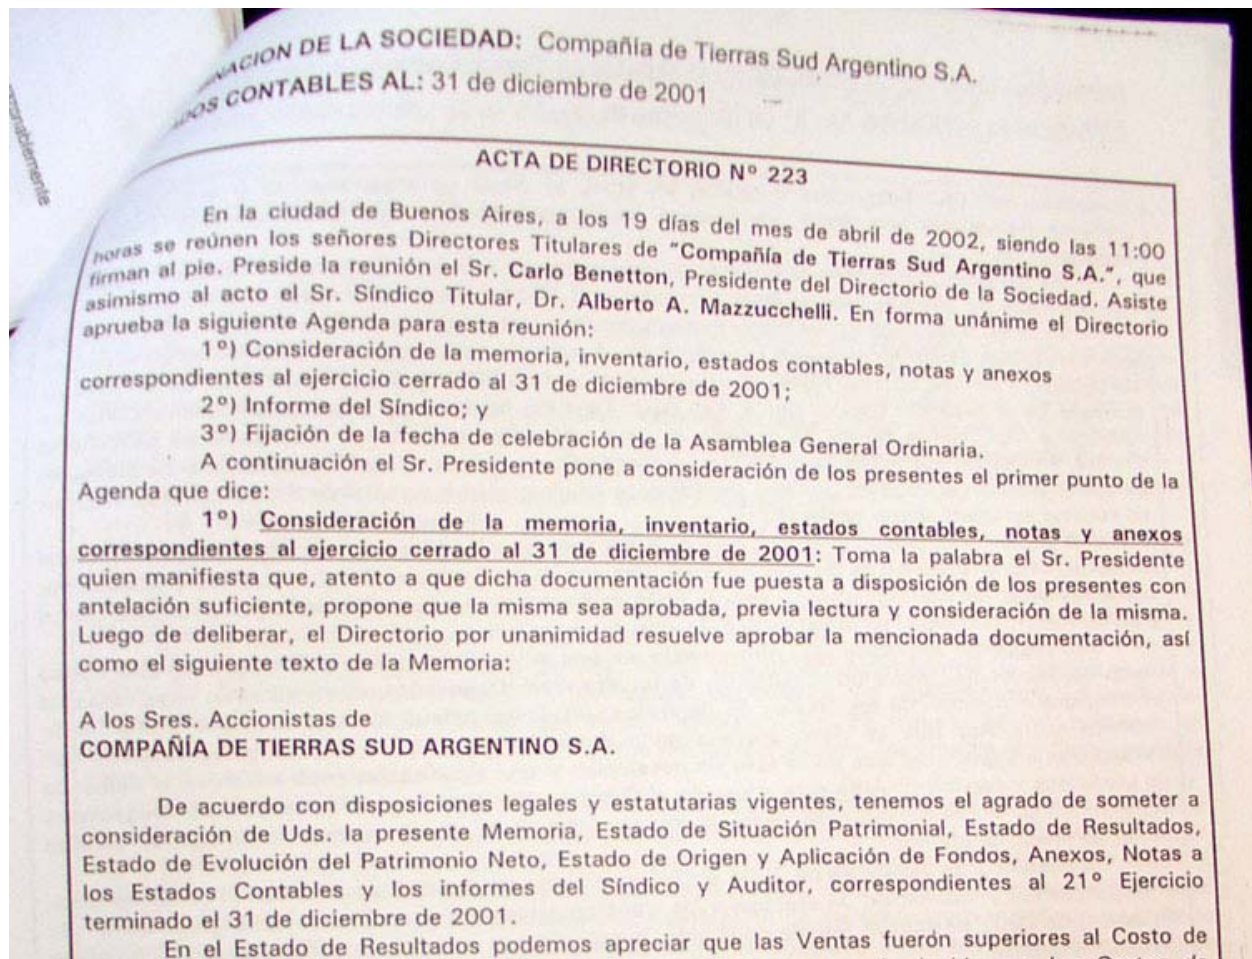 NACION DE LA SOCIEDAD: Compañía de Tierras Sud Argentino S.A.
DOS CONTABLES AL: 31 de diciembre de 2001
ACTA DE DIRECTORIO Nº 223
En la ciudad de Buenos Aires, a los 19 días del mes de abril de 2002, siendo las 11:00
horas se reúnen los señores Directores Titulares de "Compañía de Tierras Sud Argentino S.A.", que
firman al pie. Preside la reunión el Sr. Carlo Benetton, Presidente del Directorio de la Sociedad. Asiste
asimismo al acto el Sr. Síndico Titular, Dr. Alberto A. Mazzucchelli. En forma unánime el Directorio
aprueba la siguiente Agenda para esta reunión:
1º) Consideración de la memoria, inventario, estados contables, notas y anexos
correspondientes al ejercicio cerrado al 31 de diciembre de 2001;
2º) Informe del Síndico; y
3º) Fijación de la fecha de celebración de la Asamblea General Ordinaria.
A continuación el Sr. Presidente pone a consideración de los presentes el primer punto de la
Agenda que dice:
1º) Consideración de la memoria, inventario, estados contables, notas y anexos
correspondientes al ejercicio cerrado al 31 de diciembre de 2001: Toma la palabra el Sr. Presidente
quien manifiesta que, atento a que dicha documentación fue puesta a disposición de los presentes con
antelación suficiente, propone que la misma sea aprobada, previa lectura y consideración de la misma.
Luego de deliberar, el Directorio por unanimidad resuelve aprobar la mencionada documentación, así
como el siguiente texto de la Memoria:
A los Sres. Accionistas de
COMPAÑÍA DE TIERRAS SUD ARGENTINO S.A.
De acuerdo con disposiciones legales y estatutarias vigentes, tenemos el agrado de someter a
consideración de Uds. la presente Memoria, Estado de Situación Patrimonial, Estado de Resultados,
Estado de Evolución del Patrimonio Neto, Estado de Origen y Aplicación de Fondos, Anexos, Notas a
los Estados Contables y los informes del Síndico y Auditor, correspondientes al 21º Ejercicio
terminado el 31 de diciembre de 2001.
En el Estado de Resultados podemos apreciar que las Ventas fueron superiores al Costo de